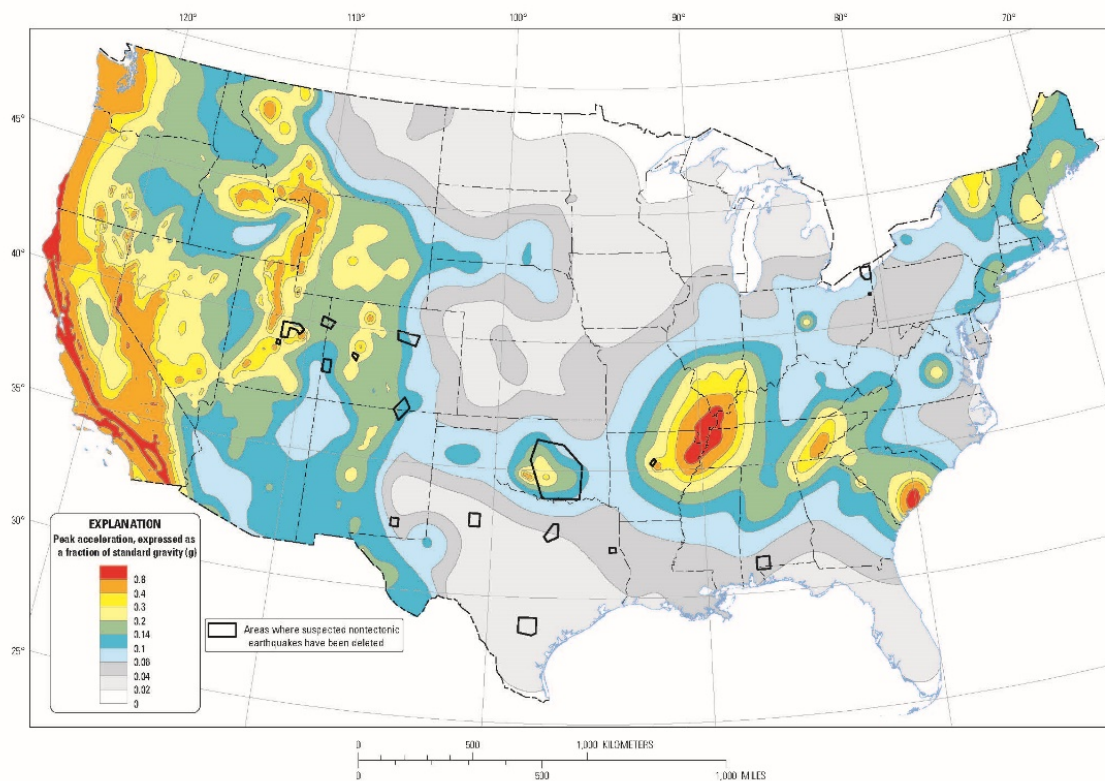 120° 110° 100° 90° 80° 70°
45°
40°
35°
30°
25°
EXPLANATION
Peak acceleration, expressed as
a fraction of standard gravity (g)
0.8
0.4
0.3
0.2
0.14
0.1
0.06
0.04
0.02
0
Areas where suspected nontectonic
earthquakes have been deleted
0 500 1,000 KILOMETERS
0 500 1,000 MILES